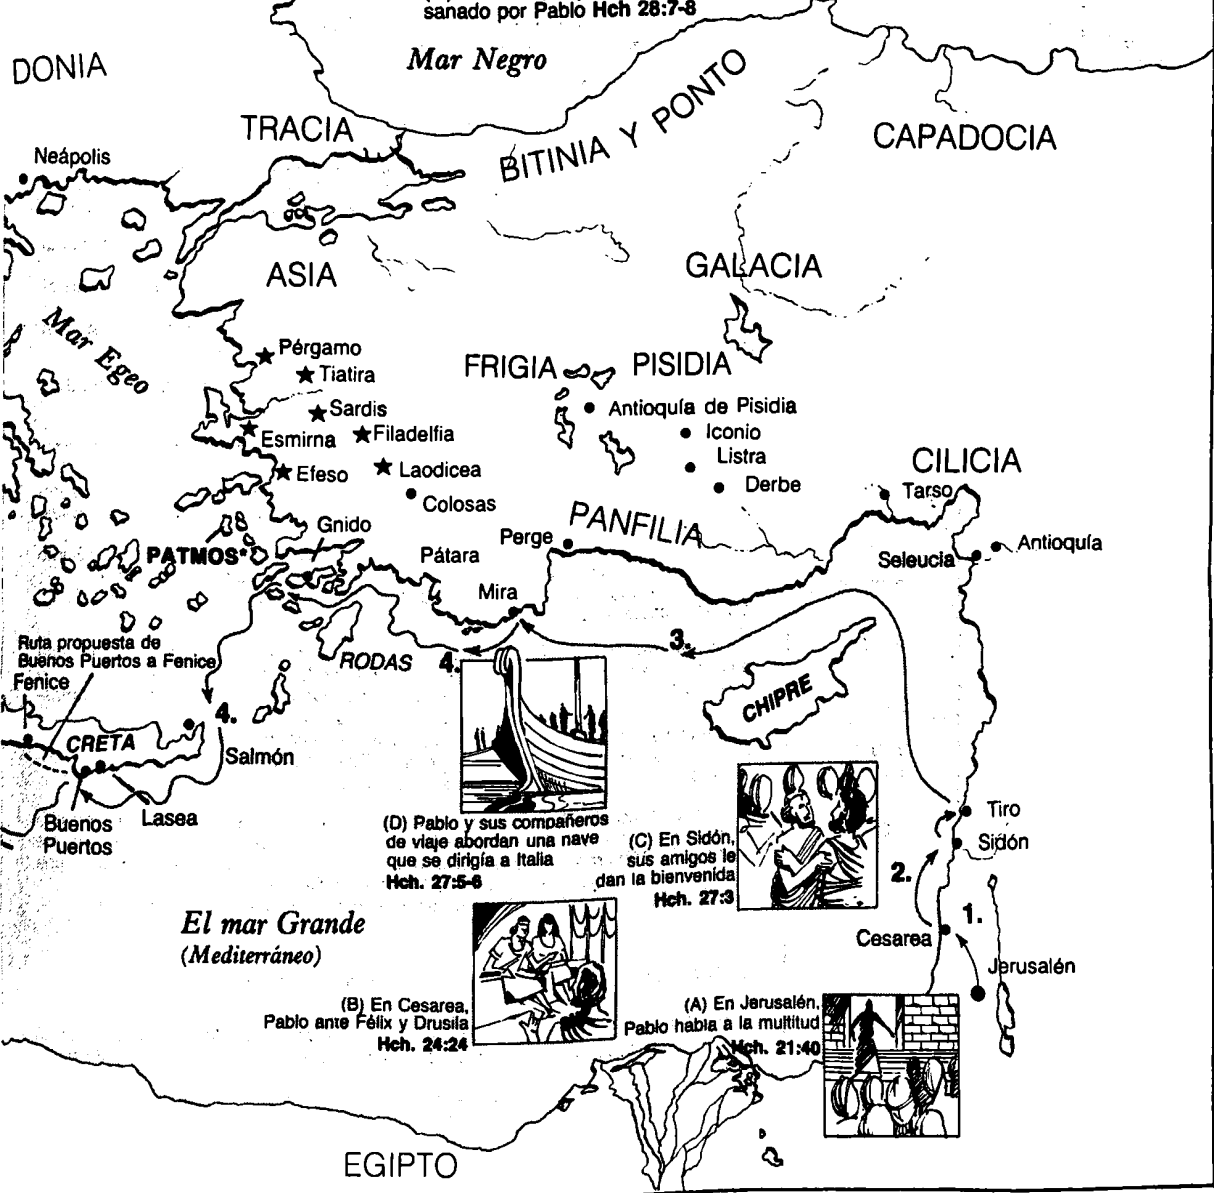 sanado por Pablo Hch 28:7-8
Mar Negro
DONIA
TRACIA
BITINIA Y PONTO
CAPADOCIA
Neápolis
ASIA
GALACIA
Mar Egeo
Pérgamo
Tiatira
FRIGIA
PISIDIA
Sardis
Antioquía de Pisidia
Esmirna
Filadelfia
Iconio
Listra
CILICIA
Efeso
Laodicea
Derbe
Tarso
Colosas
Gnido
PANFILIA
Perge
PATMOS*
Pátara
Seleucia
Antioquía
Mira
Ruta propuesta de
Buenos Puertos a Fenice
Fenice
RODAS
4.
3.
CHIPRE
4.
CRETA
Salmón
Buenos
Puertos
Lasea
(D) Pablo y sus compañeros
de viaje abordan una nave
que se dirigía a Italia
Hch. 27:5-6
(C) En Sidón,
sus amigos le
dan la bienvenida
Hch. 27:3
Tiro
Sidón
2.
1.
El mar Grande
(Mediterráneo)
Cesarea
Jerusalén
(B) En Cesarea,
Pablo ante Félix y Drusila
Hch. 24:24
(A) En Jerusalén,
Pablo habla a la multitud
Hch. 21:40
EGIPTO